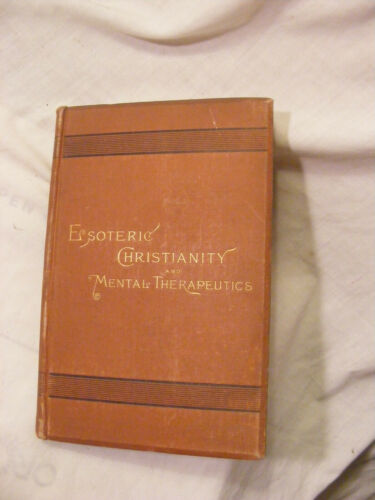 ESOTERIC
CHRISTIANITY
AND
MENTAL THERAPEUTICS